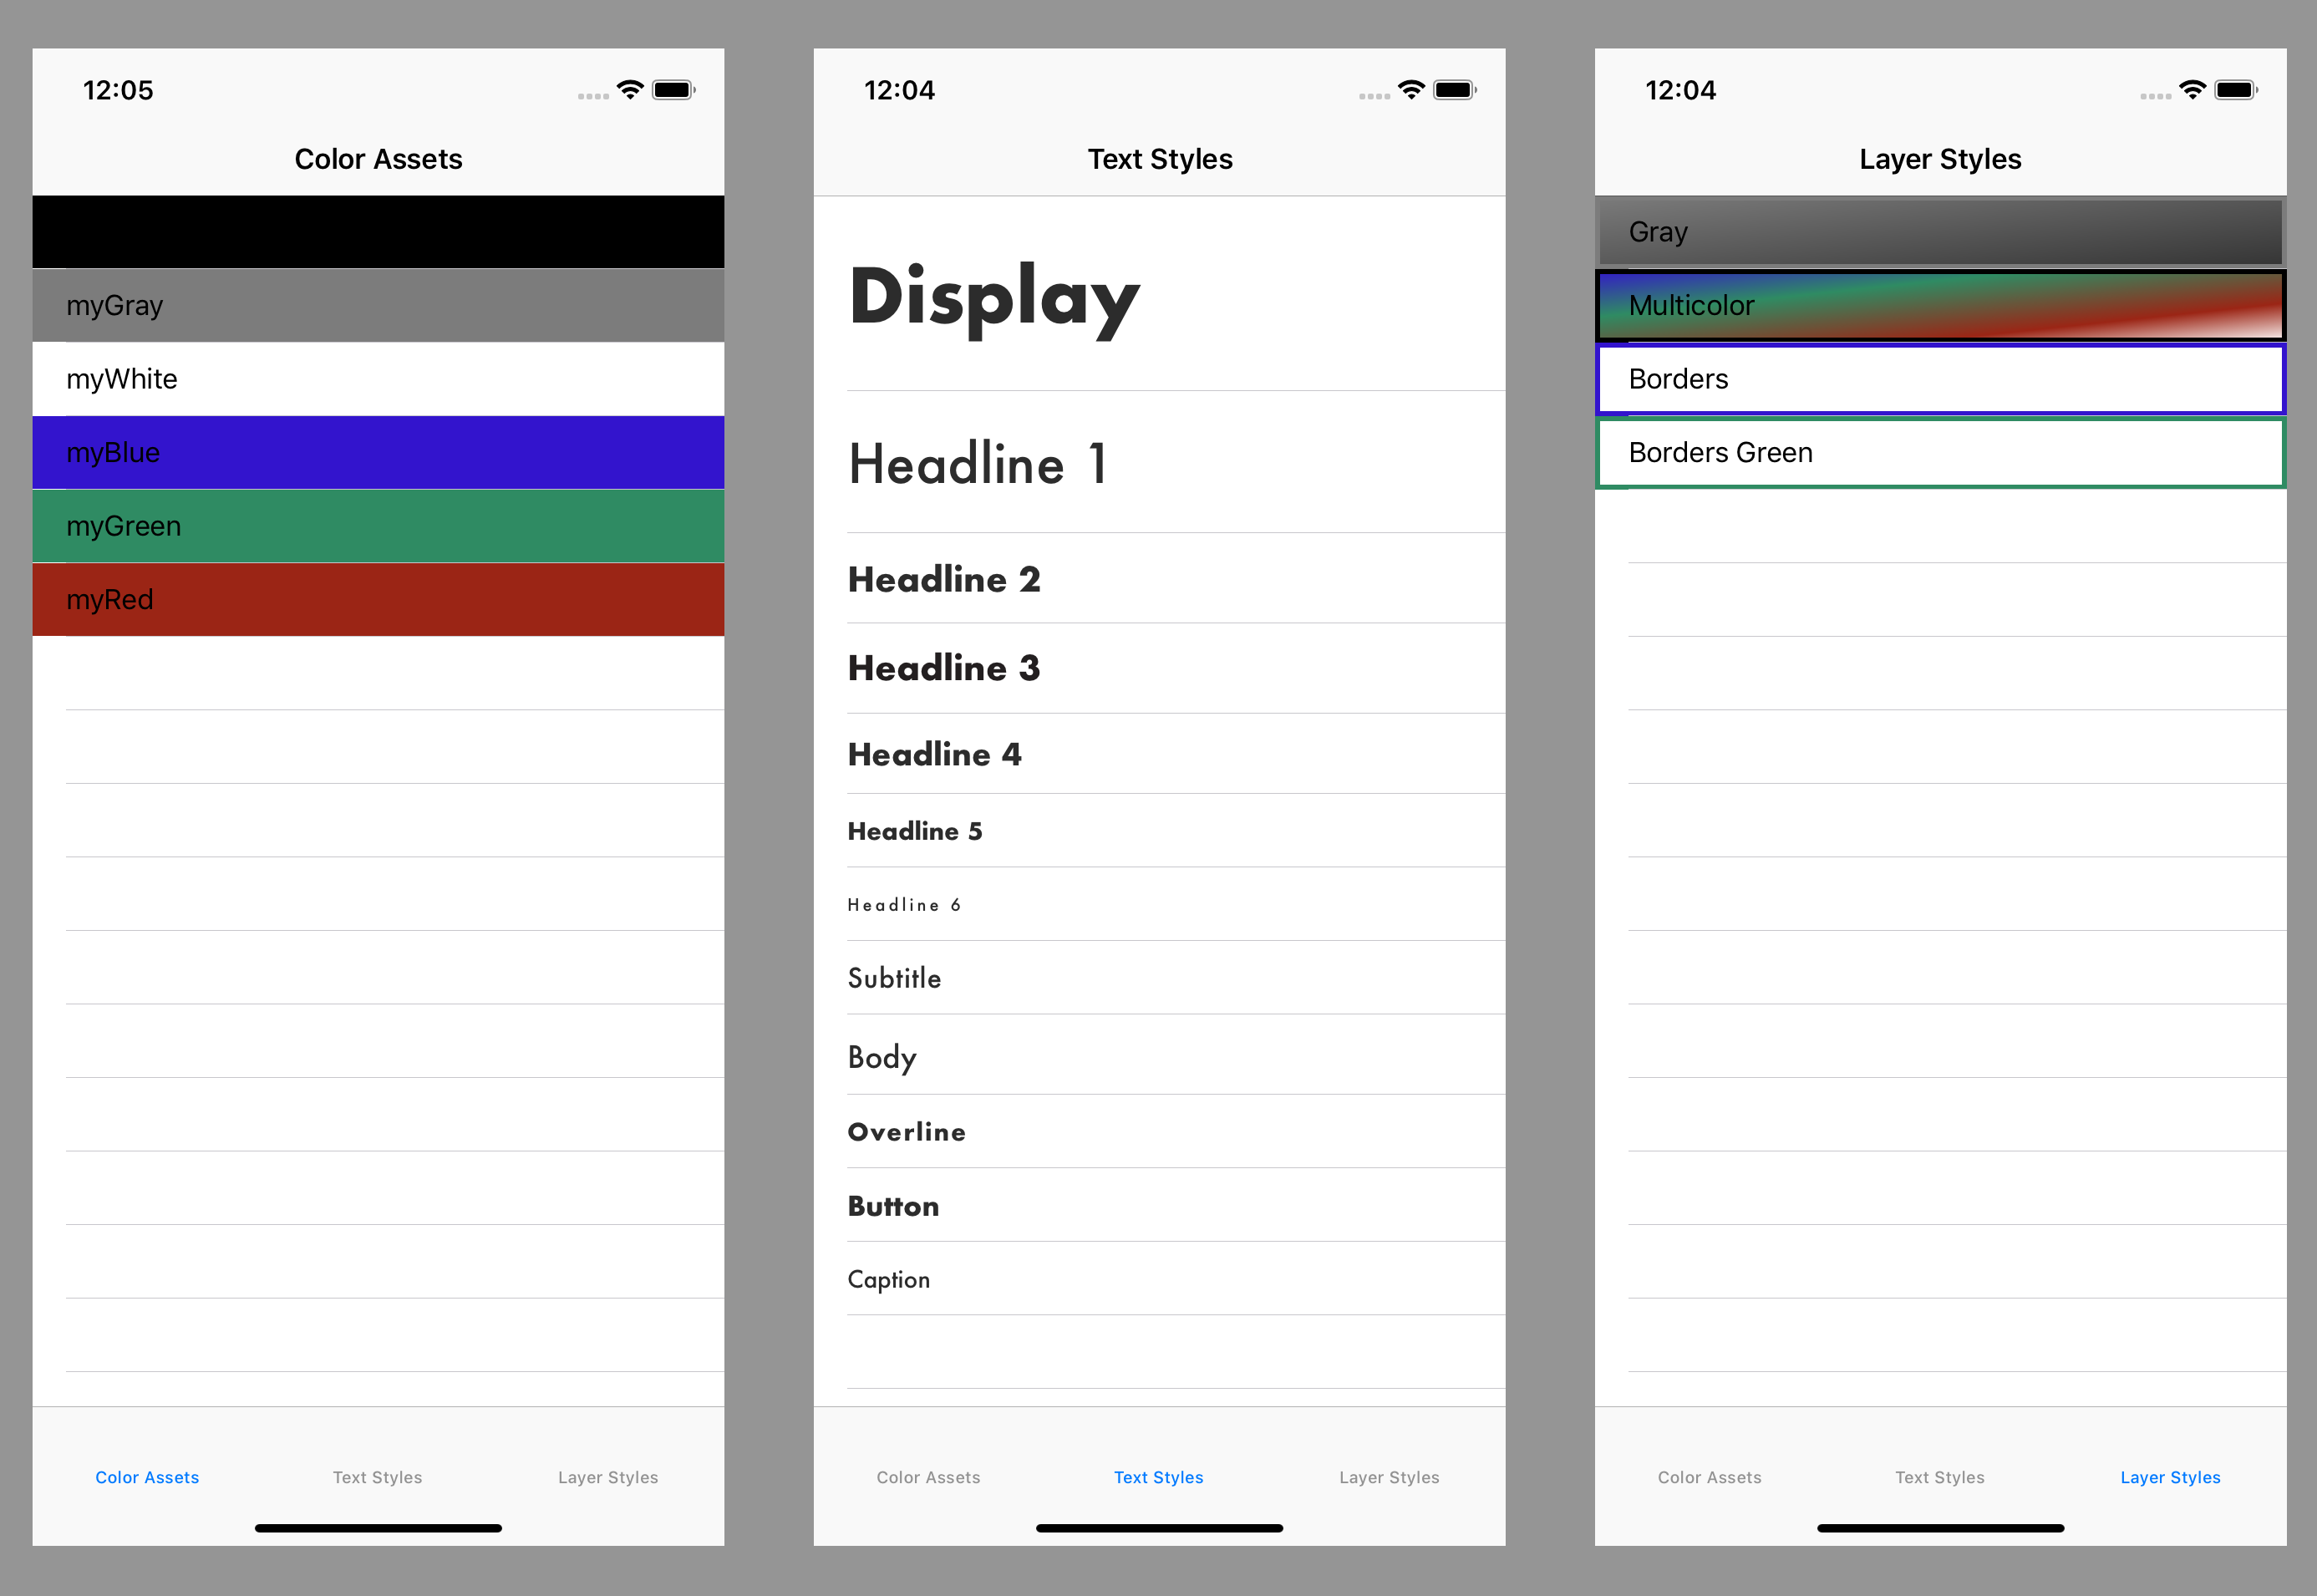 12:05
Color Assets
myGray
myWhite
myBlue
myGreen
myRed
Color Assets
Text Styles
Layer Styles
12:04
Text Styles
Display
Headline 1
Headline 2
Headline 3
Headline 4
Headline 5
Headline 6
Subtitle
Body
Overline
Button
Caption
Color Assets
Text Styles
Layer Styles
12:04
Layer Styles
Gray
Multicolor
Borders
Borders Green
Color Assets
Text Styles
Layer Styles